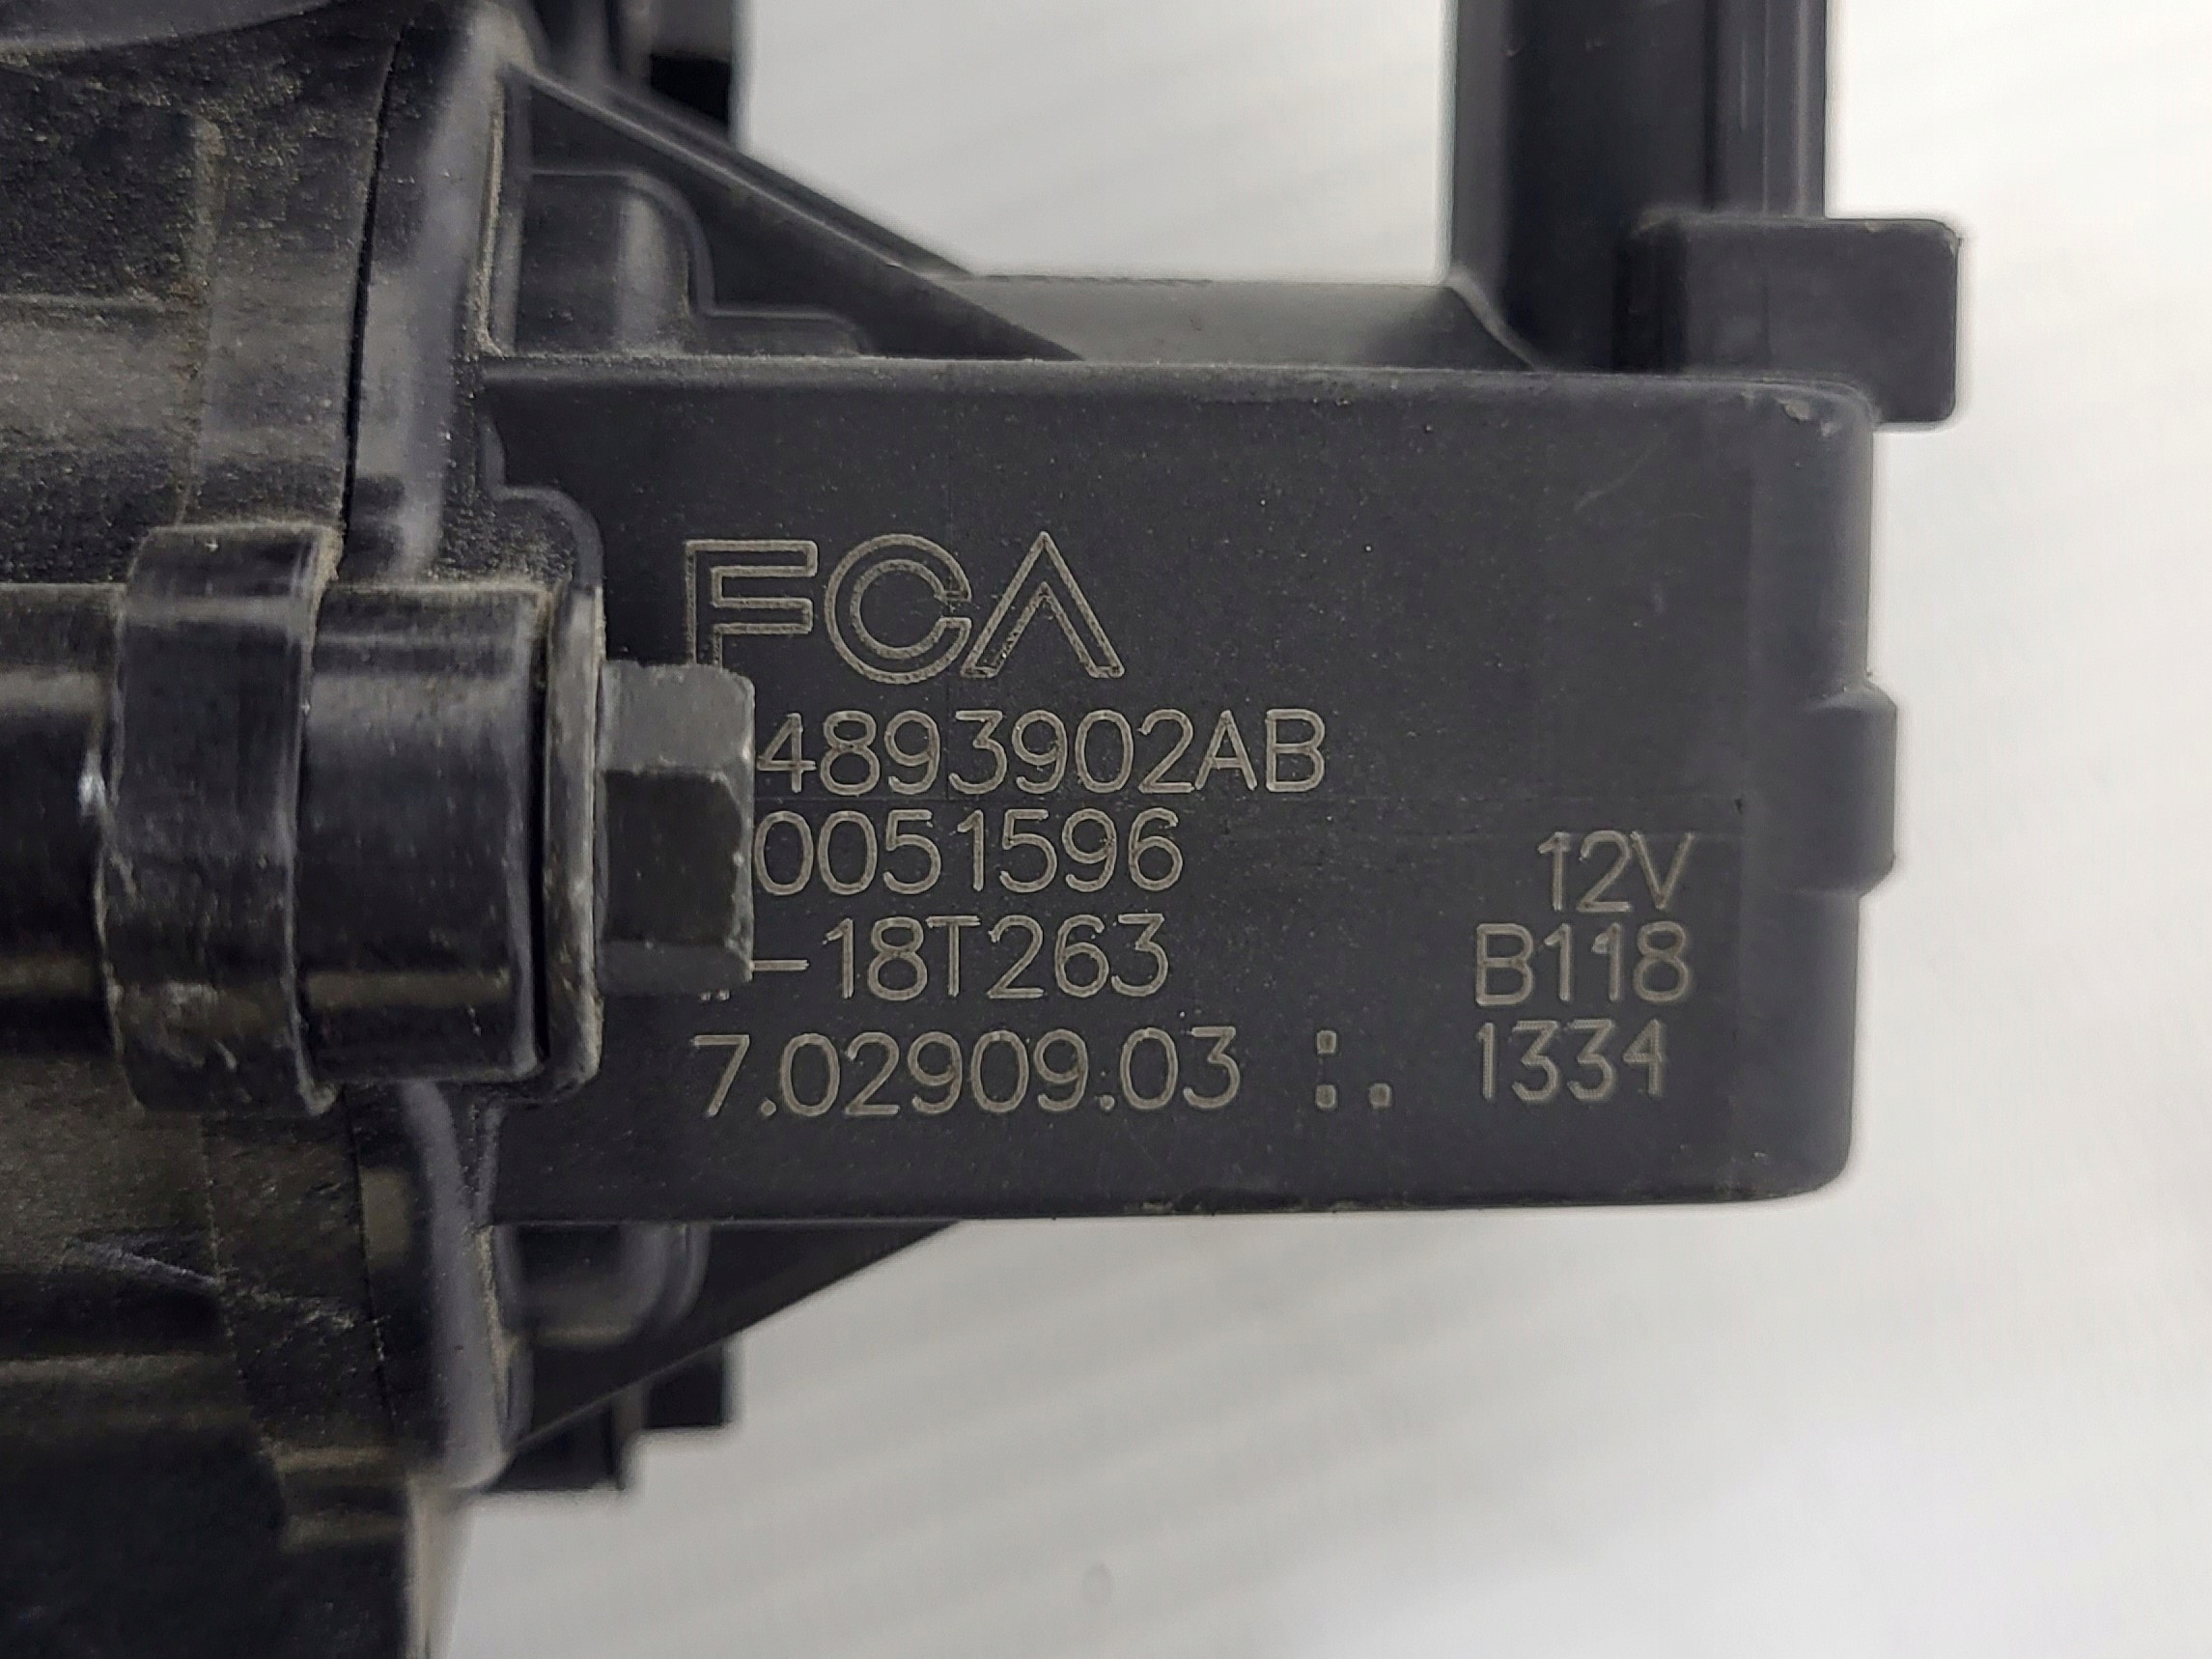 FCA
4893902AB
0051596
-18T263
7.02909.03 :.
12V
B118
1334